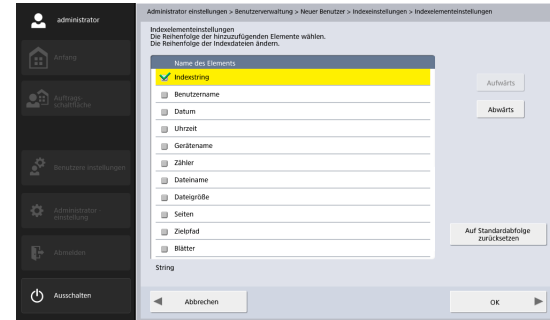 administrator
Anfang
Auftrags-
schaltfläche
Benutzereinstellungen
Administrator-
einstellung
Abmelden
Ausschalten
Administrator einstellungen > Benutzerverwaltung > Neuer Benutzer > Indexeinstellungen > Indexelementeinstellungen
Indexelementeinstellungen
Die Reihenfolge der hinzuzufügenden Elemente wählen.
Die Reihenfolge der Indexdateien ändern.
Name des Elements
Indexstring
Benutzername
Datum
Uhrzeit
Gerätename
Zähler
Dateiname
Dateigröße
Seiten
Zielpfad
Blätter
String
Aufwärts
Abwärts
Auf Standardabfolge
zurücksetzen
Abbrechen
OK